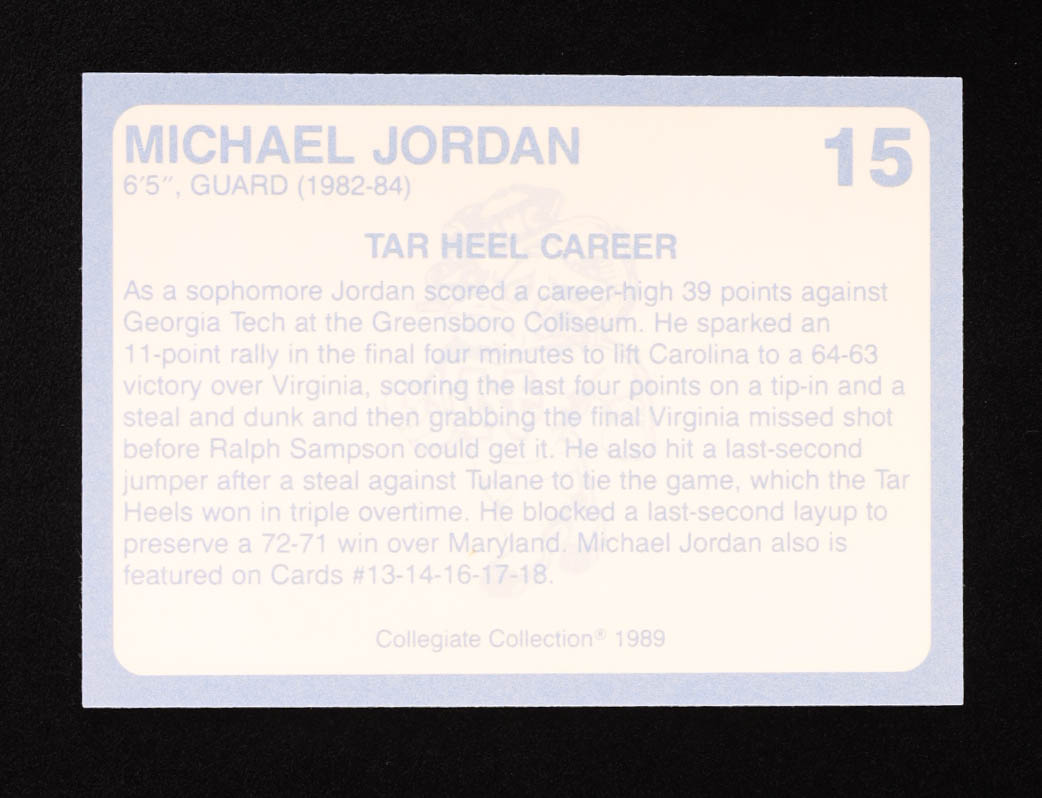 MICHAEL JORDAN 15
6'5", GUARD (1982-84)
TAR HEEL CAREER
As a sophomore Jordan scored a career-high 39 points against
Georgia Tech at the Greensboro Coliseum. He sparked an
11-point rally in the final four minutes to lift Carolina to a 64-63
victory over Virginia, scoring the last four points on a tip-in and a
steal and dunk and then grabbing the final Virginia missed shot
before Ralph Sampson could get it. He also hit a last-second
jumper after a steal against Tulane to tie the game, which the Tar
Heels won in triple overtime. He blocked a last-second layup to
preserve a 72-71 win over Maryland. Michael Jordan also is
featured on Cards #13-14-16-17-18.
Collegiate Collection® 1989